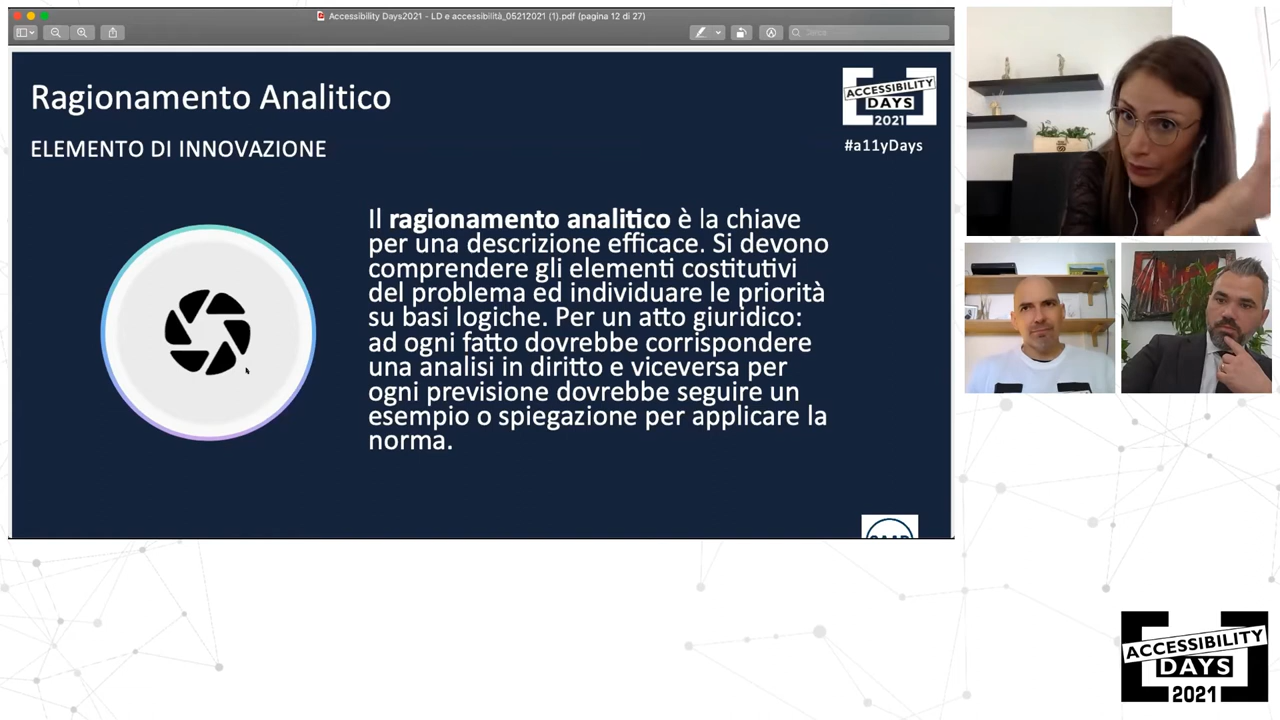 Accessibility Days2021 - LD e accessibilità_05212021 (1).pdf (pagina 12 di 27)
Cerca
Ragionamento Analitico
ELEMENTO DI INNOVAZIONE
ACCESSIBILITY
DAYS
2021
#a11yDays
Il ragionamento analitico è la chiave
per una descrizione efficace. Si devono
comprendere gli elementi costitutivi
del problema ed individuare le priorità
su basi logiche. Per un atto giuridico:
ad ogni fatto dovrebbe corrispondere
una analisi in diritto e viceversa per
ogni previsione dovrebbe seguire un
esempio o spiegazione per applicare la
norma.
ACCESSIBILITY
DAYS
2021